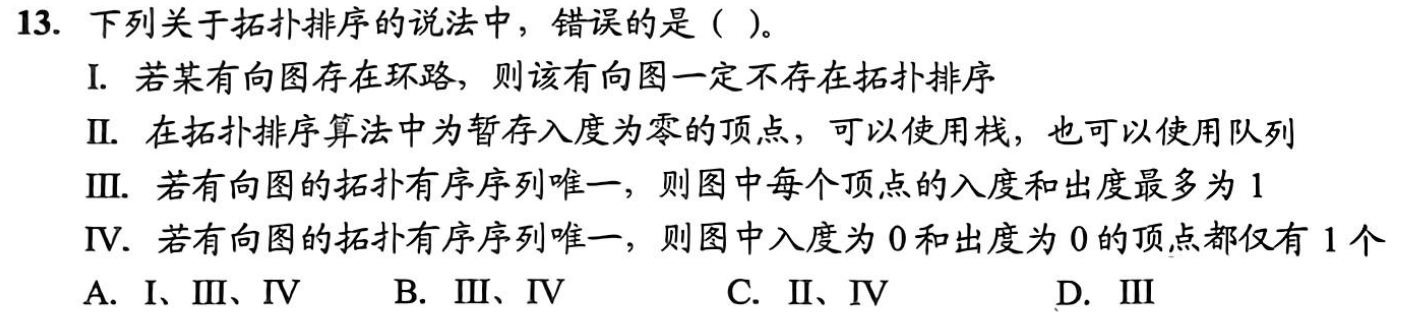 13. 下列关于拓扑排序的说法中，错误的是（ ）。
I. 若某有向图存在环路，则该有向图一定不存在拓扑排序
II. 在拓扑排序算法中为暂存入度为零的顶点，可以使用栈，也可以使用队列
III. 若有向图的拓扑有序序列唯一，则图中每个顶点的入度和出度最多为 1
IV. 若有向图的拓扑有序序列唯一，则图中入度为 0 和出度为 0 的顶点都仅有 1 个
A. I、III、IV B. III、IV C. II、IV D. III